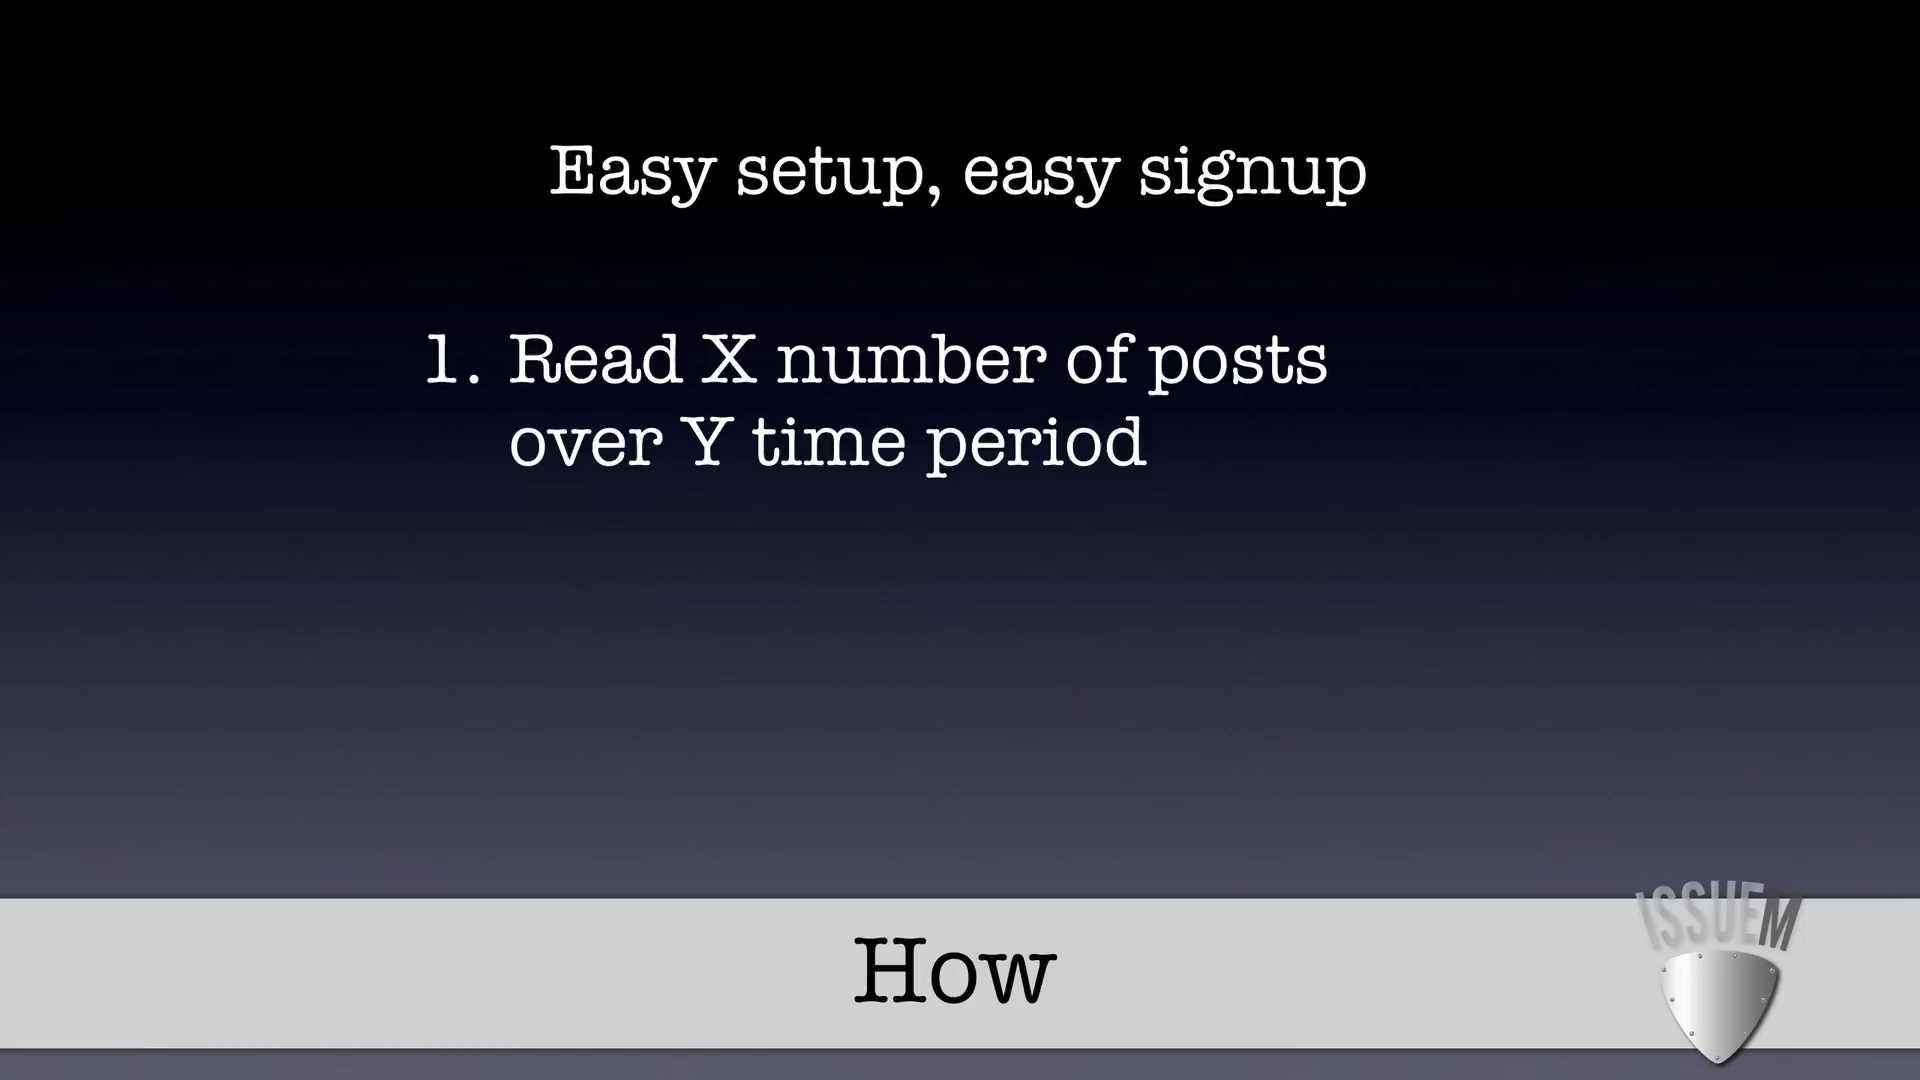 Easy setup, easy signup
1. Read X number of posts
over Y time period
How
ISSUEM